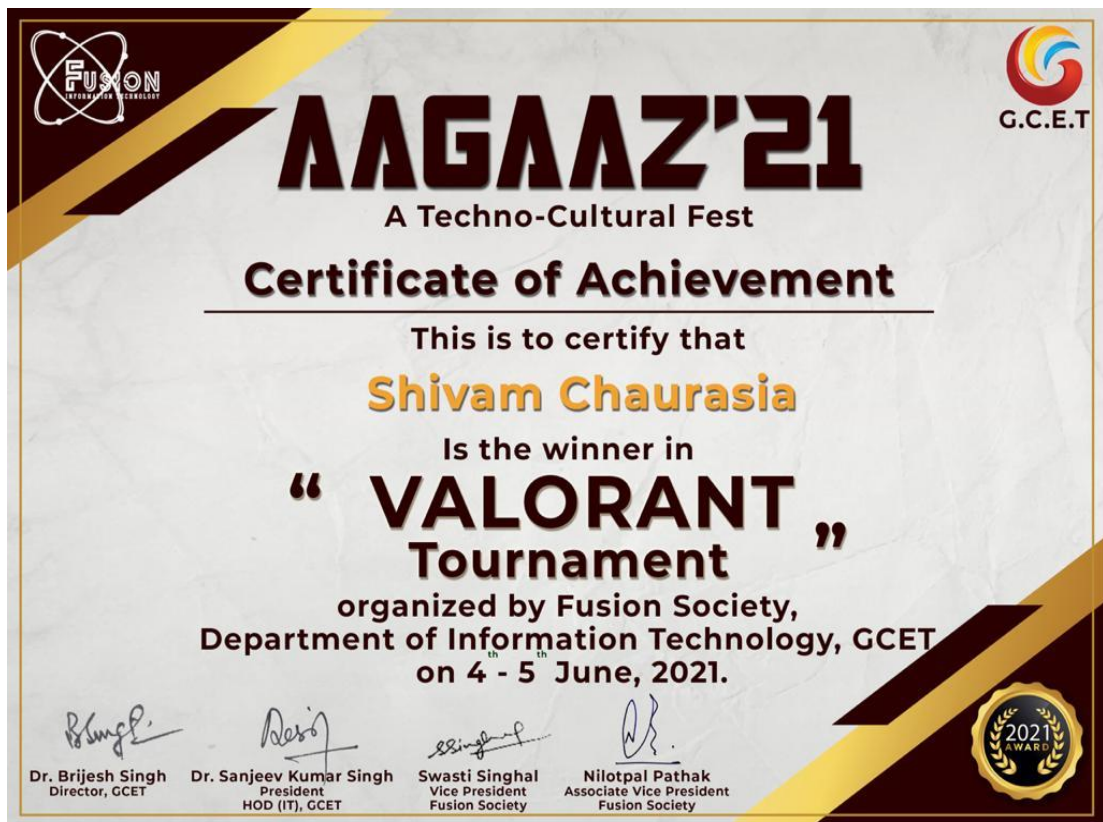 FUSION
INFORMATION TECHNOLOGY
G.C.E.T
AAGAAZ'21
A Techno-Cultural Fest
Certificate of Achievement
This is to certify that
Shivam Chaurasia
Is the winner in
“ VALORANT
Tournament ”
organized by Fusion Society,
Department of Information Technology, GCET
on 4th - 5th June, 2021.
Dr. Brijesh Singh
Director, GCET
Dr. Sanjeev Kumar Singh
President
HOD (IT), GCET
Swasti Singhal
Vice President
Fusion Society
Nilotpal Pathak
Associate Vice President
Fusion Society
2021
AWARD